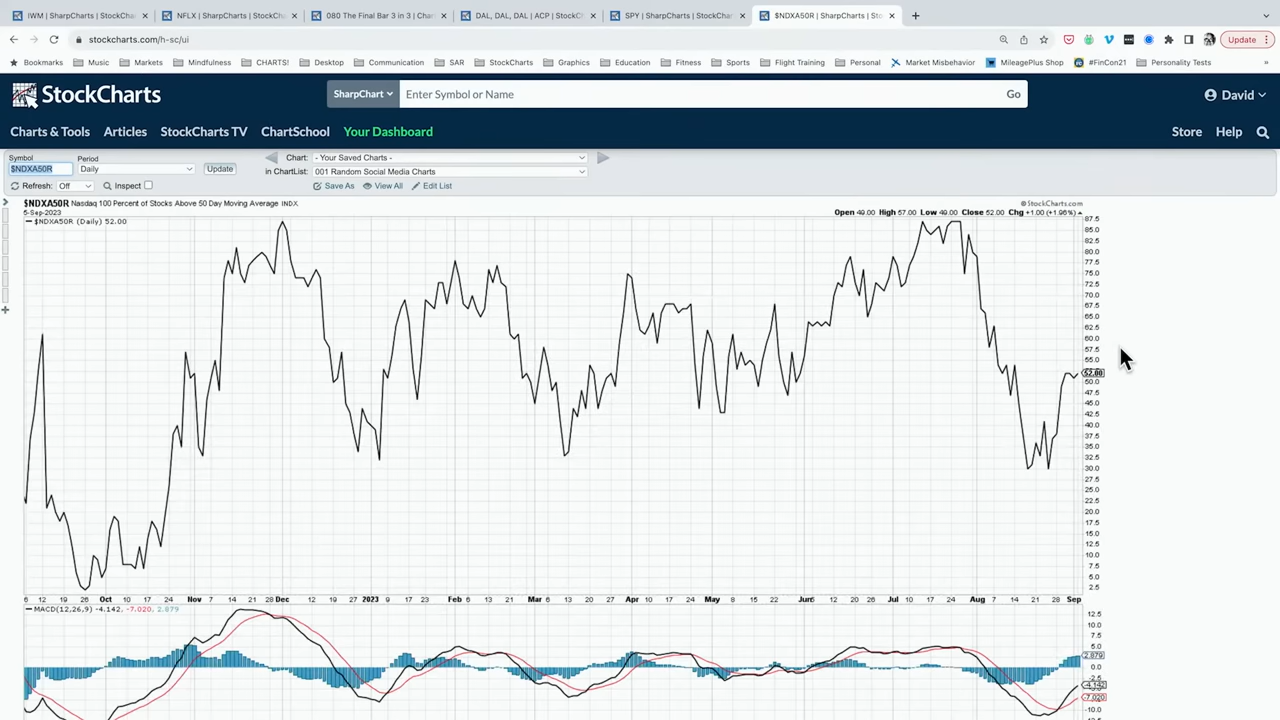 IWM | SharpCharts | StockCh
NFLX | SharpCharts | StockC
080 The Final Bar 3 in 3 | Cha
DAL, DAL, DAL | ACP | StockC
SPY | SharpCharts | StockCh
$NDXA50R | SharpCharts | Sto
stockcharts.com/h-sc/ui
Update
Bookmarks Music Markets Mindfulness CHARTS! Desktop Communication SAR StockCharts Graphics Education Fitness Sports Flight Training Personal Market Misbehavior MileagePlus Shop #FinCon21 Personality Tests »
StockCharts SharpChart Enter Symbol or Name Go David
Charts & Tools Articles StockCharts TV ChartSchool Your Dashboard Store Help
Symbol Period Chart: - Your Saved Charts -
$NDXA50R Daily Update in ChartList: 001 Random Social Media Charts
Refresh: Off Inspect Save As View All Edit List
$NDXA50R Nasdaq 100 Percent of Stocks Above 50 Day Moving Average INDX © StockCharts.com
5-Sep-2023 Open 49.00 High 57.00 Low 49.00 Close 52.00 Chg +1.00 (+1.96%)
$NDXA50R (Daily) 52.00
87.5
85.0
82.5
80.0
77.5
75.0
72.5
70.0
67.5
65.0
62.5
60.0
57.5
55.0
52.00
50.0
47.5
45.0
42.5
40.0
37.5
35.0
32.5
30.0
27.5
25.0
22.5
20.0
17.5
15.0
12.5
10.0
7.5
5.0
2.5
6 12 19 26 Oct 10 17 24 Nov 7 14 21 28 Dec 12 19 27 2023 9 17 23 Feb 6 13 21 Mar 6 13 20 27 Apr 10 17 24 May 8 15 22 Jun 5 12 20 26 Jul 10 17 24 Aug 7 14 21 28 Sep
MACD(12,26,9) -4.142, -7.020, 2.879
12.5
10.0
7.5
5.0
2.879
0.0
-2.5
-4.142
-7.020
-10.0